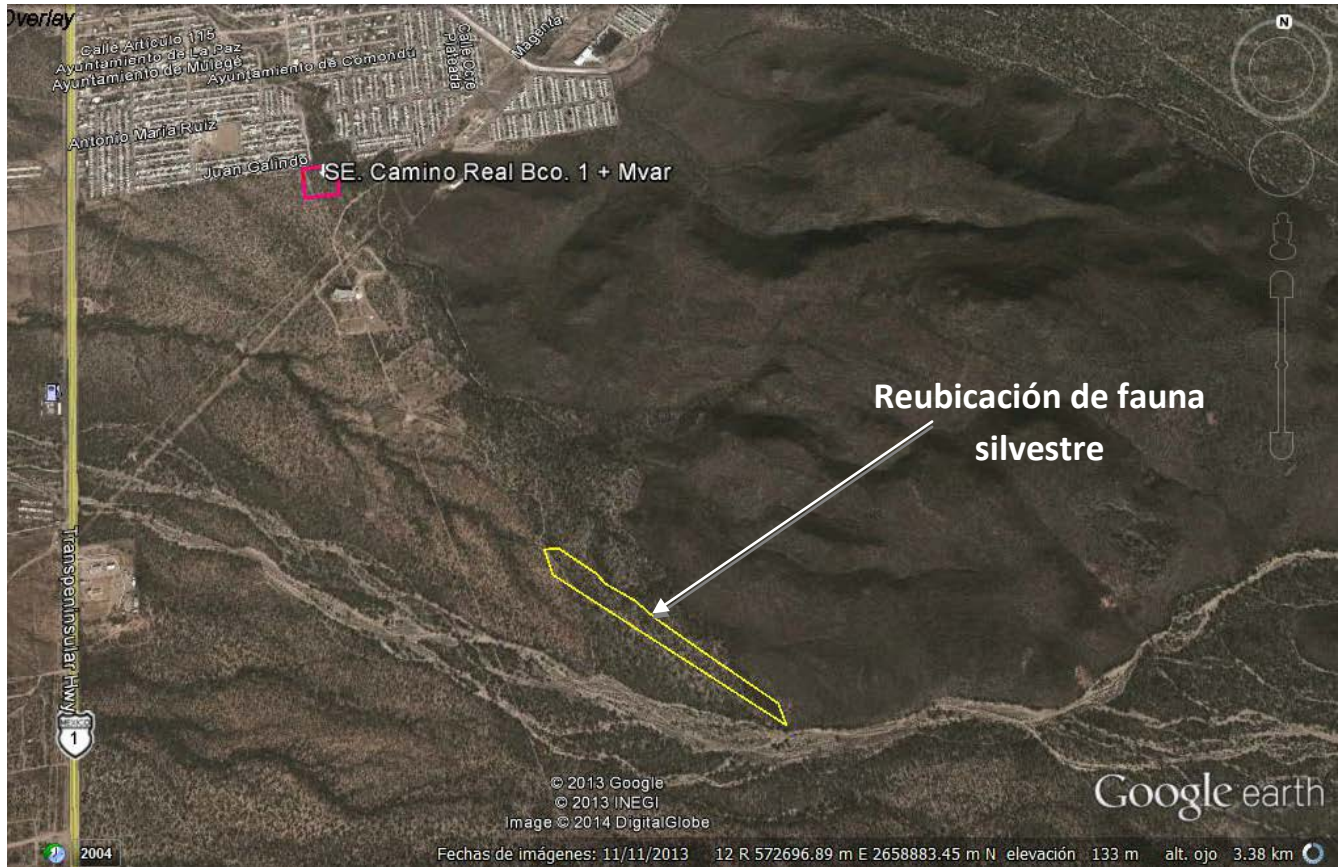 Overlay
Calle Artículo 115
Ayuntamiento de La Paz
Ayuntamiento de Mulegé
Ayuntamiento de Comondú
Calle Ocre
Plateada
Magenta
N
Antonio María Ruiz
Juan Galindo
SE. Camino Real Bco. 1 + Mvar
Reubicación de fauna
silvestre
Transpeninsular Hwy
MEXICO
1
© 2013 Google
© 2013 INEGI
Image © 2014 DigitalGlobe
Google earth
2004
Fechas de imágenes: 11/11/2013 12 R 572696.89 m E 2658883.45 m N elevación 133 m alt. ojo 3.38 km